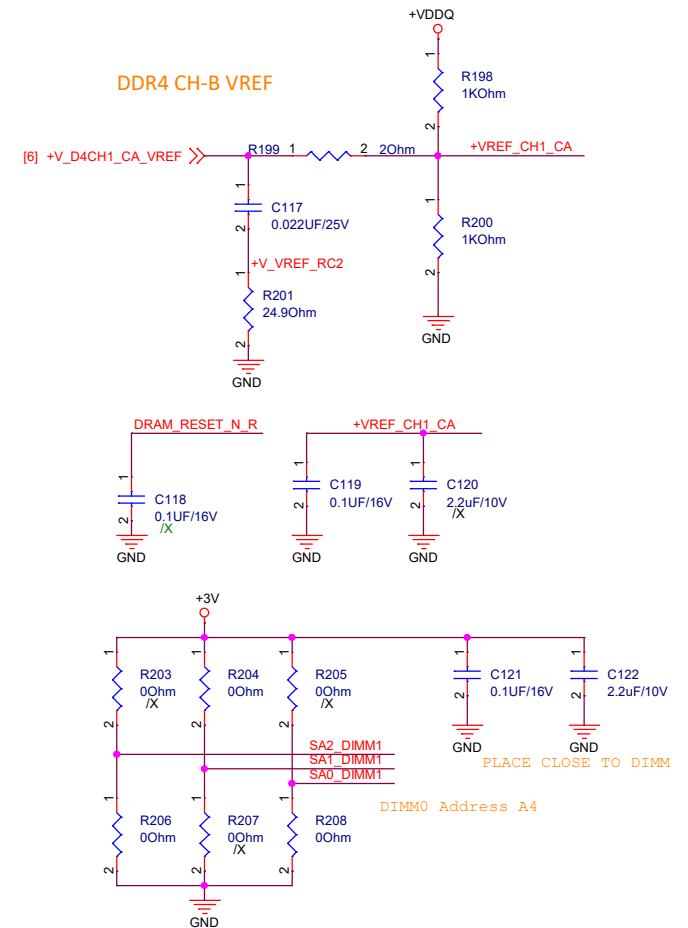 +VDDQ
1
DDR4 CH-B VREF
R198
1KOhm
2
[6] +V_D4CH1_CA_VREF
R199 1
2 2Ohm
+VREF_CH1_CA
1
C117
0.022UF/25V
2
1
R200
1KOhm
2
+V_VREF_RC2
1
R201
24.9Ohm
2
GND
GND
DRAM_RESET_N_R
+VREF_CH1_CA
1
C118
0.1UF/16V
/X
2
GND
1
C119
0.1UF/16V
2
GND
1
C120
2.2uF/10V
/X
2
GND
+3V
1
R203
0Ohm
/X
2
1
R204
0Ohm
2
1
R205
0Ohm
/X
2
1
C121
0.1UF/16V
2
GND
1
C122
2.2uF/10V
2
GND
PLACE CLOSE TO DIMM
SA2_DIMM1
SA1_DIMM1
SA0_DIMM1
DIMM0 Address A4
1
R206
0Ohm
2
1
R207
0Ohm
/X
2
1
R208
0Ohm
2
GND